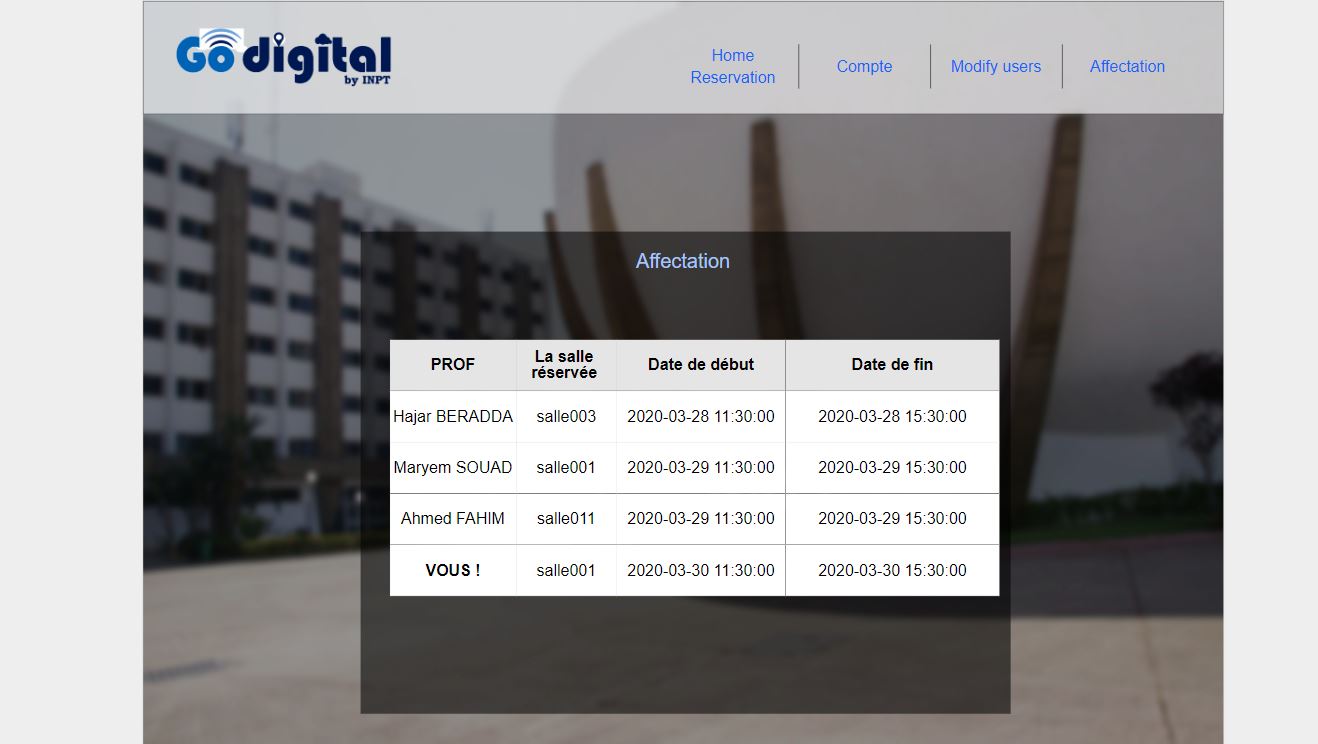 Go digital
by INPT
Home
Reservation
Compte
Modify users
Affectation
Affectation
PROF
La salle
réservée
Date de début
Date de fin
Hajar BERADDA salle003 2020-03-28 11:30:00 2020-03-28 15:30:00
Maryem SOUAD salle001 2020-03-29 11:30:00 2020-03-29 15:30:00
Ahmed FAHIM salle011 2020-03-29 11:30:00 2020-03-29 15:30:00
VOUS ! salle001 2020-03-30 11:30:00 2020-03-30 15:30:00